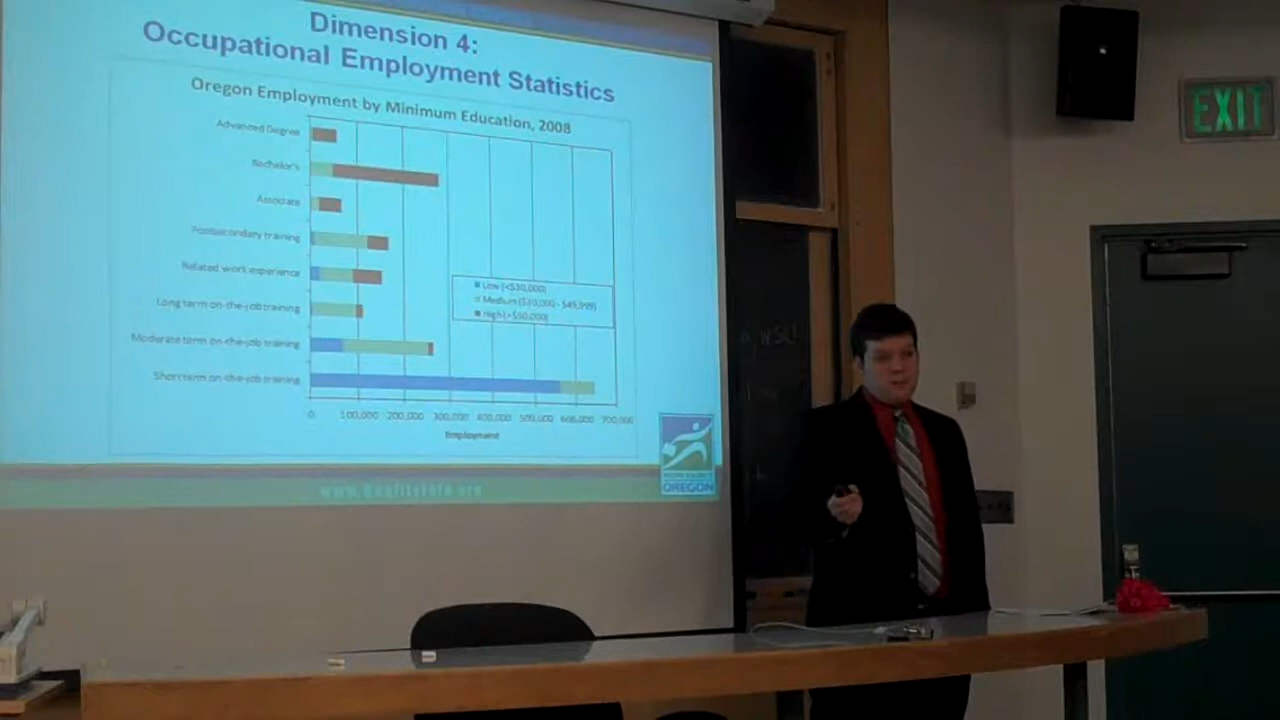 Dimension 4:
Occupational Employment Statistics
Oregon Employment by Minimum Education, 2008
Advanced Degree
Bachelor's
Associate
Postsecondary training
Related work experience
Long term on-the-job training
Moderate term on-the-job training
Short term on-the-job training
Low (<$30,000)
Medium ($30,000 - $49,999)
High (>$50,000)
0 100,000 200,000 300,000 400,000 500,000 600,000 700,000
Employment
OREGON
EXIT
WSU